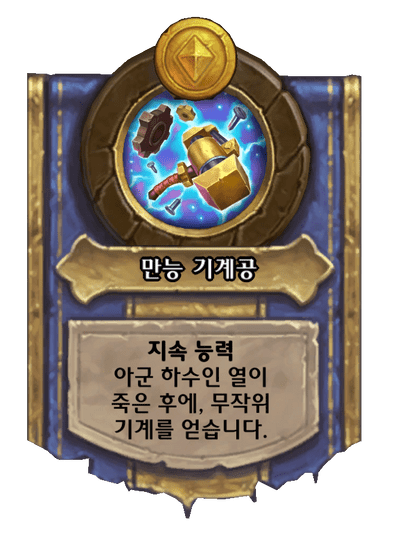 만능 기계공
지속 능력
아군 하수인 열이
죽은 후에, 무작위
기계를 얻습니다.